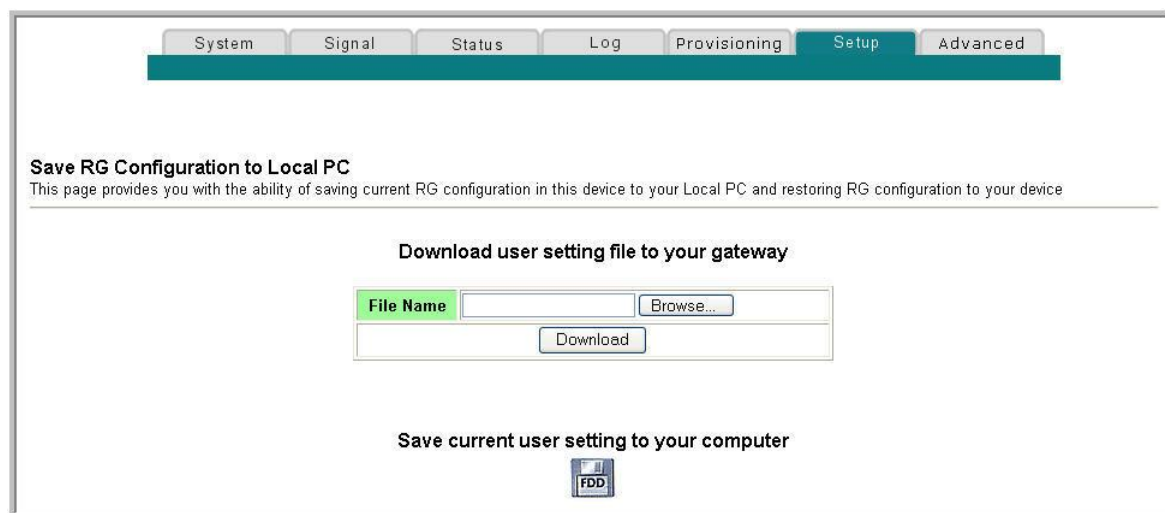 System Signal Status Log Provisioning Setup Advanced
Save RG Configuration to Local PC
This page provides you with the ability of saving current RG configuration in this device to your Local PC and restoring RG configuration to your device
Download user setting file to your gateway
File Name Browse...
Download
Save current user setting to your computer
FDD